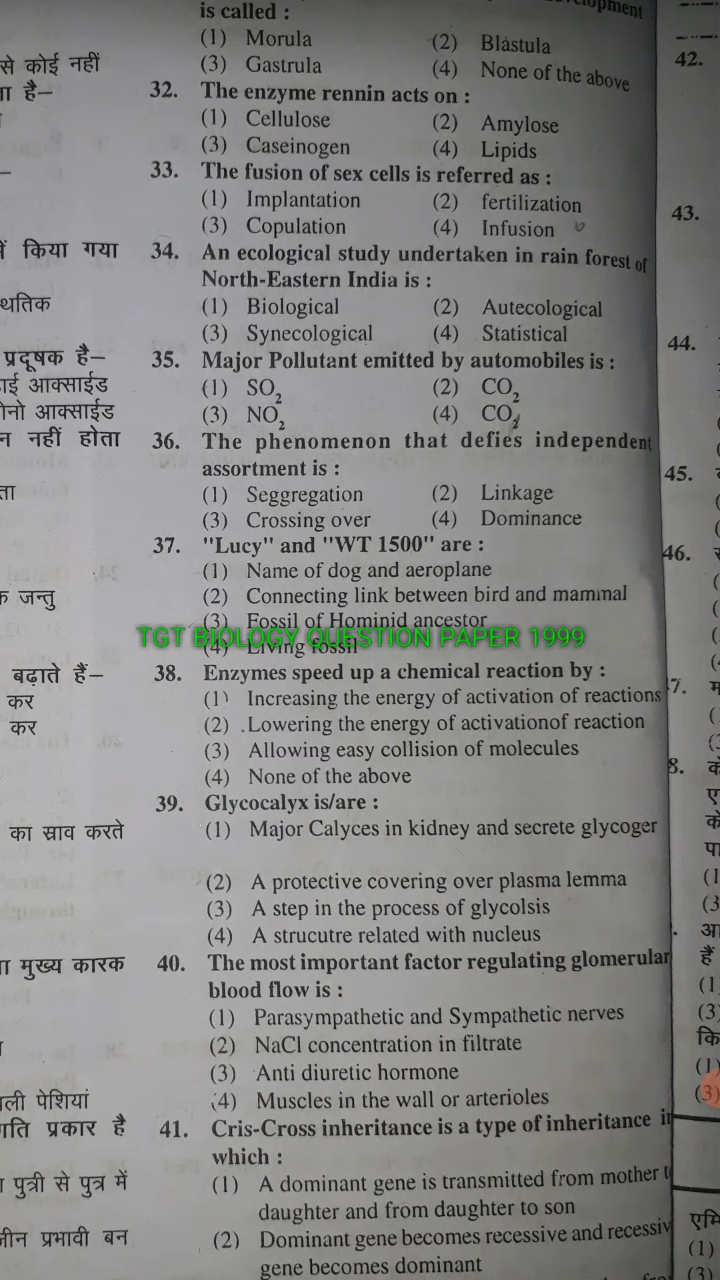 से कोई नहीं
है–
–
किया गया
प्रदूषक है–
आक्साईड
आक्साईड
नहीं होता
जन्तु
बढ़ाते हैं–
कर
कर
का स्राव करते
मुख्य कारक
पेशियां
प्रकार है
पुत्री से पुत्र में
प्रभावी बन
is called :
(1) Morula (2) Blastula
(3) Gastrula (4) None of the above
32. The enzyme rennin acts on :
(1) Cellulose (2) Amylose
(3) Caseinogen (4) Lipids
33. The fusion of sex cells is referred as :
(1) Implantation (2) fertilization
(3) Copulation (4) Infusion
34. An ecological study undertaken in rain forest of
North-Eastern India is :
(1) Biological (2) Autecological
(3) Synecological (4) Statistical
35. Major Pollutant emitted by automobiles is :
(1) SO₂ (2) CO₂
(3) NO₂ (4) CO₂
36. The phenomenon that defies independent
assortment is :
(1) Seggregation (2) Linkage
(3) Crossing over (4) Dominance
37. "Lucy" and "WT 1500" are :
(1) Name of dog and aeroplane
(2) Connecting link between bird and mammal
(3) Fossil of Hominid ancestor
TGT BIOLOGY QUESTION PAPER 1999
(4) Living fossil
38. Enzymes speed up a chemical reaction by :
(1) Increasing the energy of activation of reactions
(2) .Lowering the energy of activationof reaction
(3) Allowing easy collision of molecules
(4) None of the above
39. Glycocalyx is/are :
(1) Major Calyces in kidney and secrete glycoger
(2) A protective covering over plasma lemma
(3) A step in the process of glycolsis
(4) A strucutre related with nucleus
40. The most important factor regulating glomerular
blood flow is :
(1) Parasympathetic and Sympathetic nerves
(2) NaCl concentration in filtrate
(3) Anti diuretic hormone
(4) Muscles in the wall or arterioles
41. Cris-Cross inheritance is a type of inheritance in
which :
(1) A dominant gene is transmitted from mother
daughter and from daughter to son
(2) Dominant gene becomes recessive and
gene becomes dominant
42.
43.
44.
45.
46.
(1)
(3)
(1)
(3)
(1)
(3)